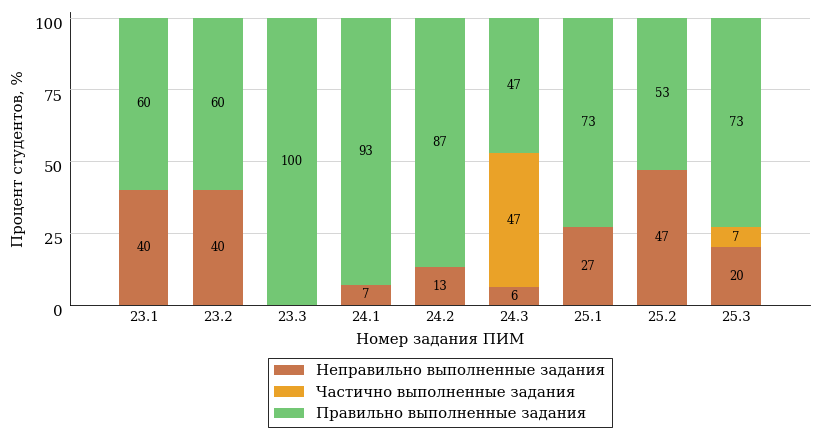 Процент студентов, %
100
75
50
25
0
60 60 100 93 87 47 73 53 73
47 7
40 40 7 13 6 27 47 20
23.1 23.2 23.3 24.1 24.2 24.3 25.1 25.2 25.3
Номер задания ПИМ
Неправильно выполненные задания
Частично выполненные задания
Правильно выполненные задания